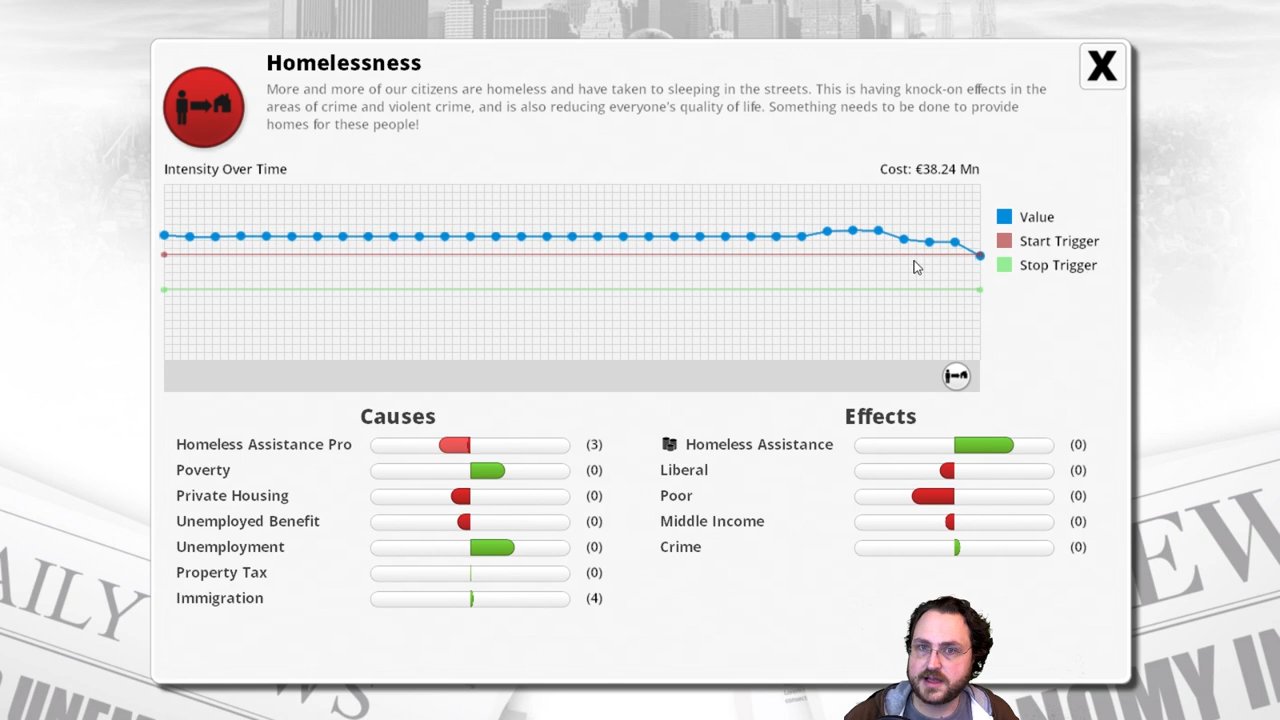 Homelessness
X
More and more of our citizens are homeless and have taken to sleeping in the streets. This is having knock-on effects in the
areas of crime and violent crime, and is also reducing everyone's quality of life. Something needs to be done to provide
homes for these people!
Intensity Over Time
Cost: €38.24 Mn
Value
Start Trigger
Stop Trigger
Causes
Homeless Assistance Pro (3)
Poverty (0)
Private Housing (0)
Unemployed Benefit (0)
Unemployment (0)
Property Tax (0)
Immigration (4)
Effects
Homeless Assistance (0)
Liberal (0)
Poor (0)
Middle Income (0)
Crime (0)